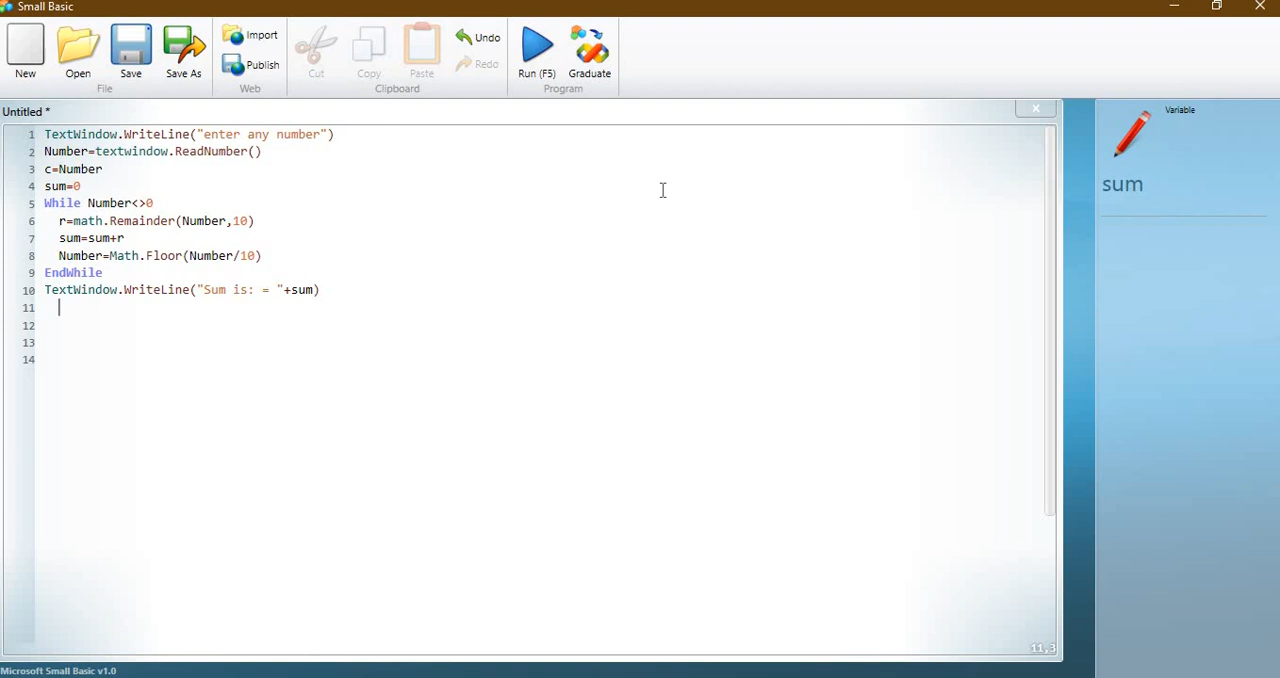 Small Basic
New
Open
Save
Save As
Import
Publish
Cut
Copy
Paste
Undo
Redo
Run (F5)
Graduate
File
Web
Clipboard
Program
Untitled *
1 TextWindow.WriteLine("enter any number")
2 Number=textwindow.ReadNumber()
3 c=Number
4 sum=0
5 While Number<>0
6 r=math.Remainder(Number,10)
7 sum=sum+r
8 Number=Math.Floor(Number/10)
9 EndWhile
10 TextWindow.WriteLine("Sum is: = "+sum)
11
12
13
14
11,3
Variable
sum
Microsoft Small Basic v1.0